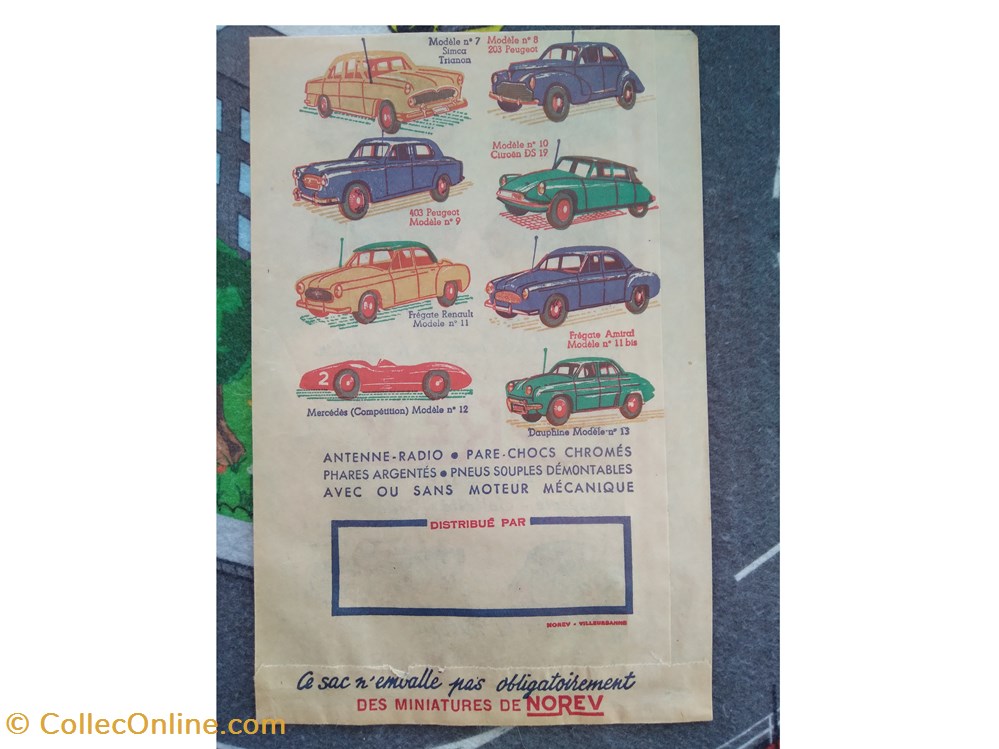 Modèle n° 7
Simca
Trianon
Modèle n° 8
203 Peugeot
403 Peugeot
Modèle n° 9
Modèle n° 10
Citroën DS 19
Frégate Renault
Modèle n° 11
Frégate Amiral
Modèle n° 11 bis
2
Mercédès (Compétition) Modèle n° 12
Dauphine Modèle n° 13
ANTENNE-RADIO ● PARE-CHOCS CHROMÉS
PHARES ARGENTÉS ● PNEUS SOUPLES DÉMONTABLES
AVEC OU SANS MOTEUR MÉCANIQUE
DISTRIBUÉ PAR
NOREV - VILLEURBANNE
Ce sac n'emballe pas obligatoirement
DES MINIATURES DE NOREV
© CollecOnline.com